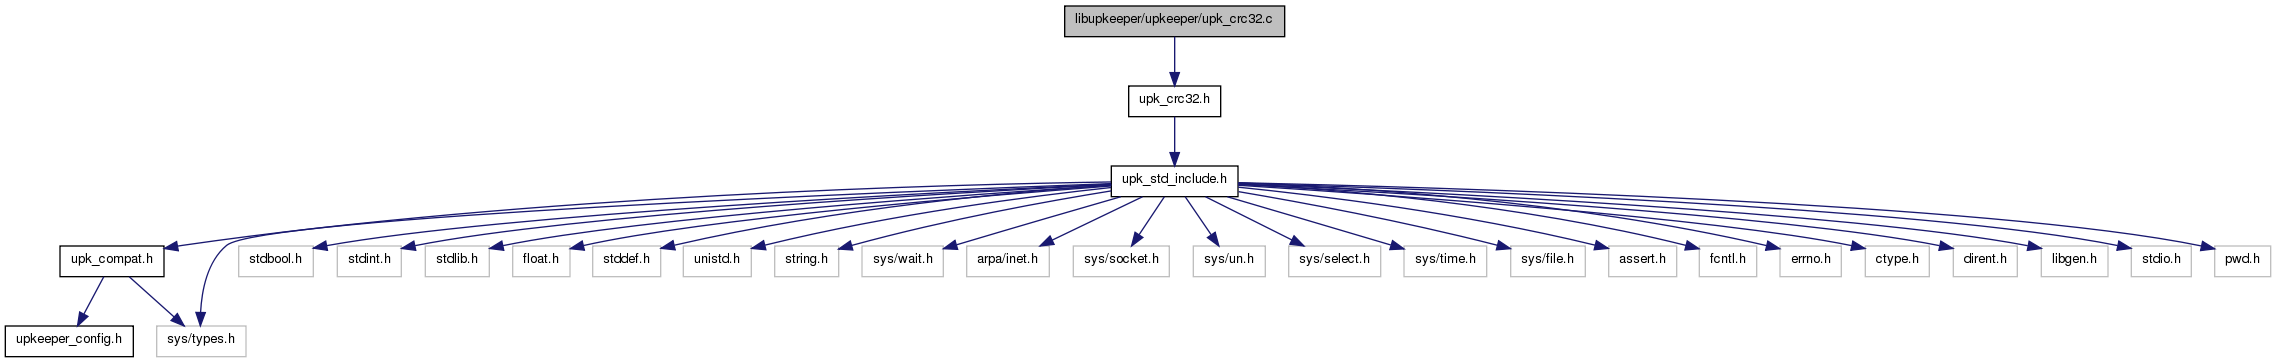 libupkeeper/upkeeper/upk_crc32.c
upk_crc32.h
upk_std_include.h
upk_compat.h
stdbool.h
stdint.h
stdlib.h
float.h
stddef.h
unistd.h
string.h
sys/wait.h
arpa/inet.h
sys/socket.h
sys/un.h
sys/select.h
sys/time.h
sys/file.h
assert.h
fcntl.h
errno.h
ctype.h
dirent.h
libgen.h
stdio.h
pwd.h
upkeeper_config.h
sys/types.h